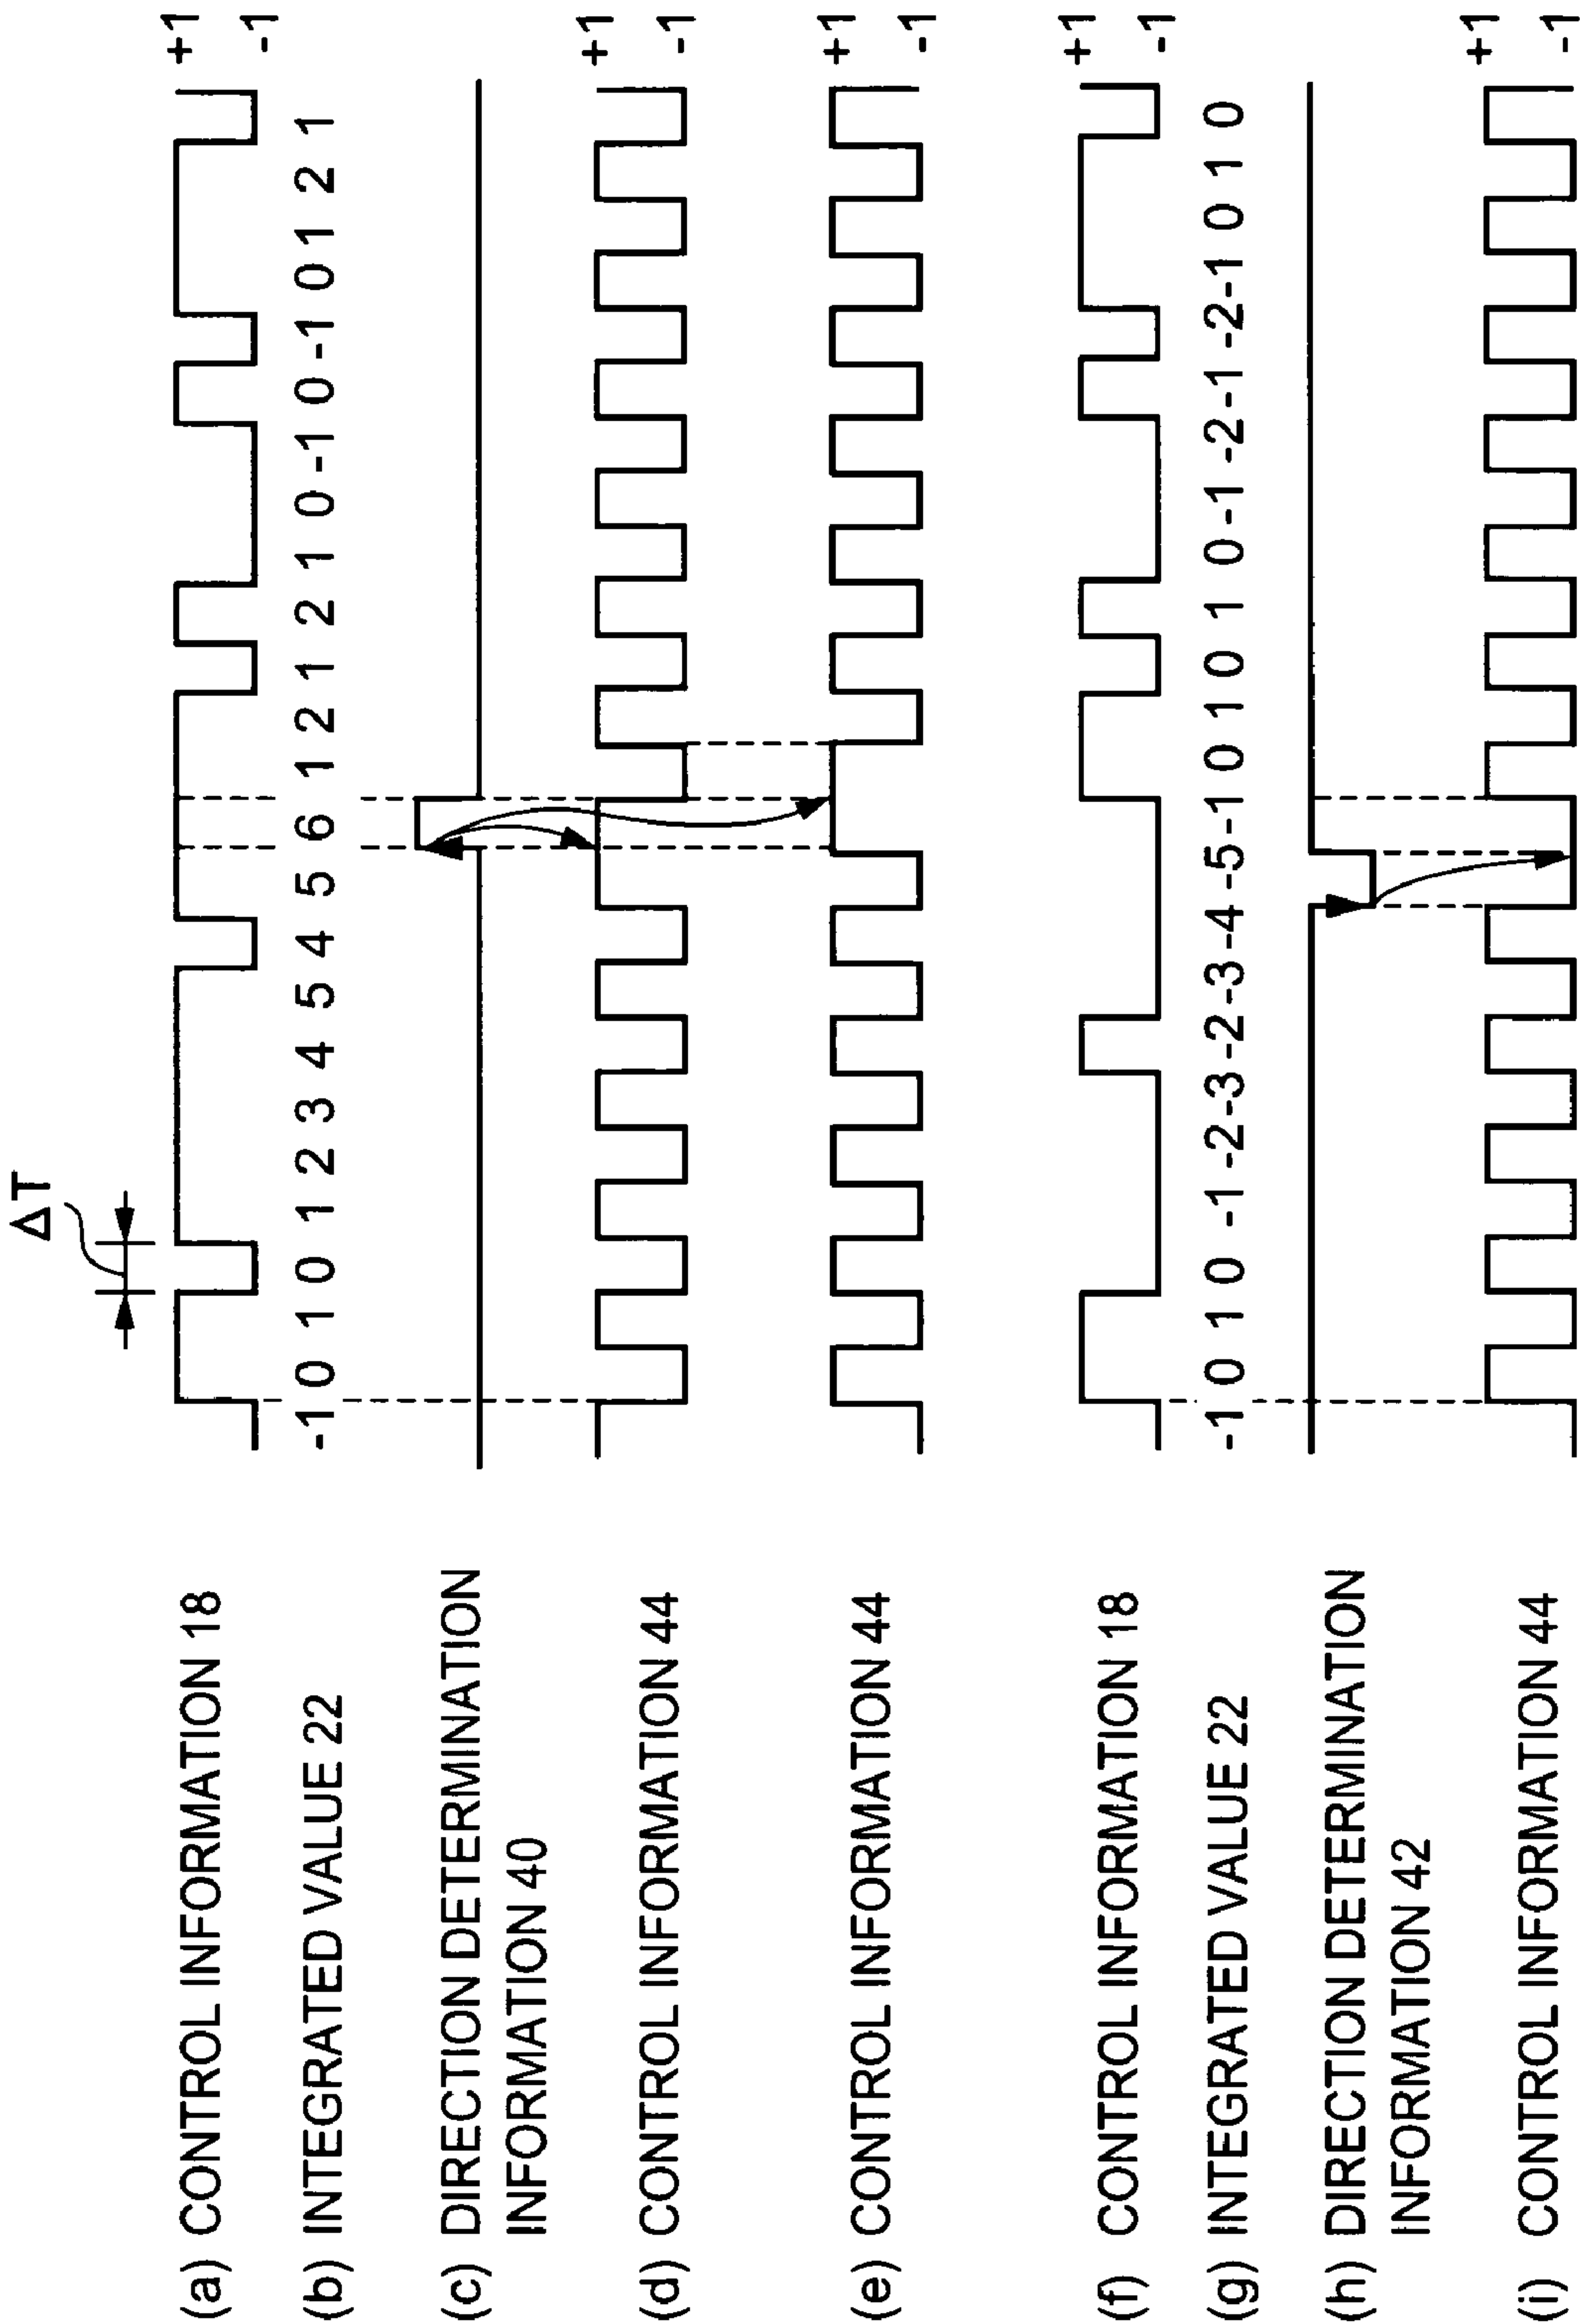 ΔT
(a) CONTROL INFORMATION 18
+1
-1
(b) INTEGRATED VALUE 22
-1 0 1 0 1 2 3 4 5 4 5 6 1 2 1 2 1 0 -1 0 -1 0 1 2 1
(c) DIRECTION DETERMINATION
INFORMATION 40
(d) CONTROL INFORMATION 44
+1
-1
(e) CONTROL INFORMATION 44
+1
-1
(f) CONTROL INFORMATION 18
+1
-1
(g) INTEGRATED VALUE 22
-1 0 1 0 -1 -2 -3 -2 -3 -4 -5 -1 0 1 0 1 0 -1 -2 -1 -2 -1 0 1 0
(h) DIRECTION DETERMINATION
INFORMATION 42
(i) CONTROL INFORMATION 44
+1
-1